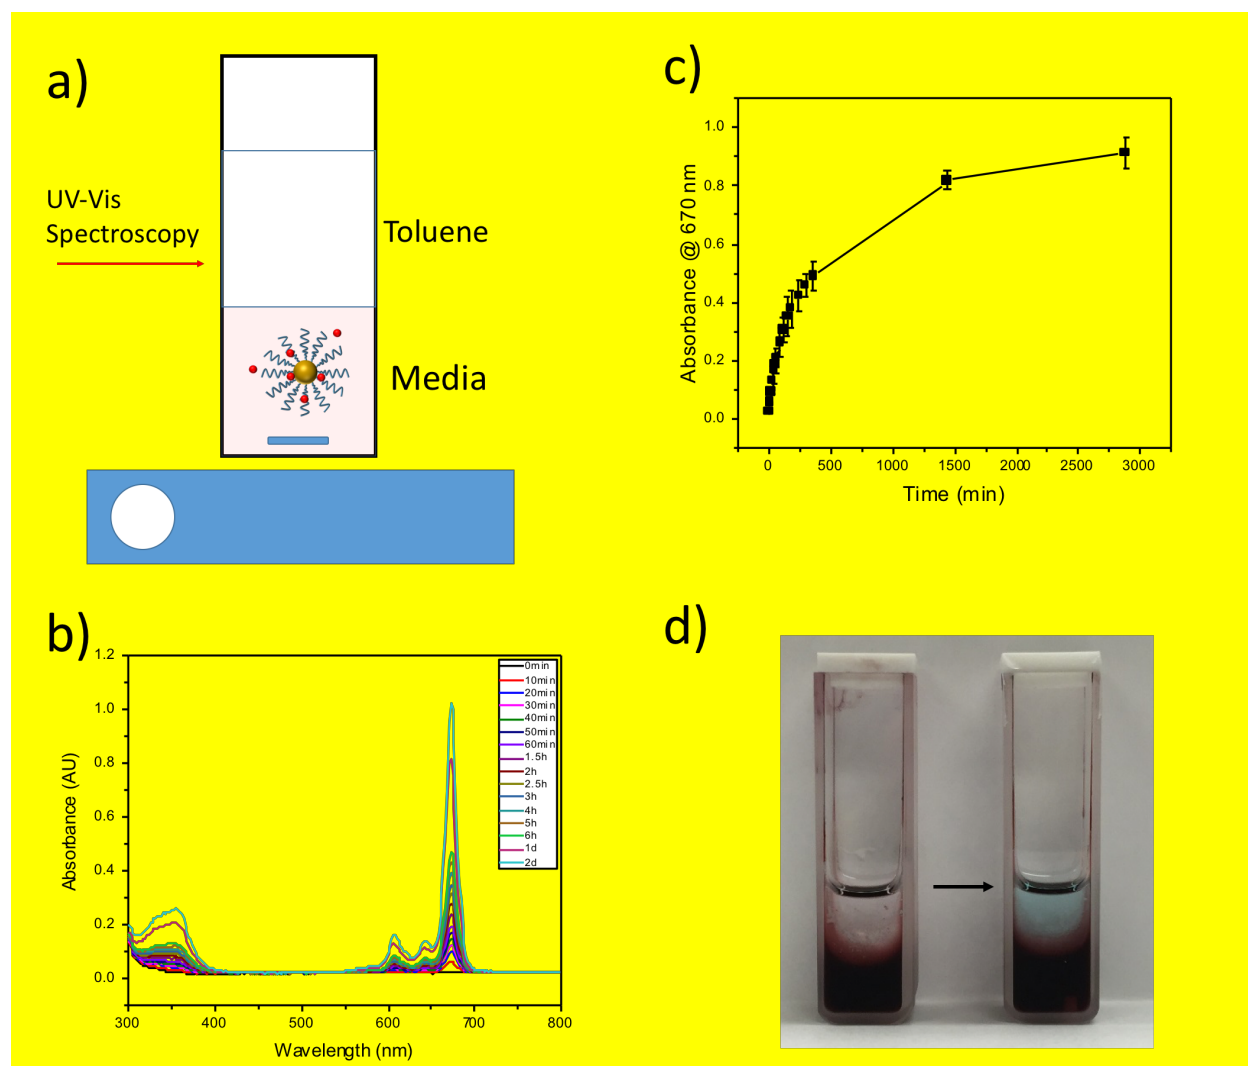 a)
UV-Vis
Spectroscopy
Toluene
Media
c)
Absorbance @ 670 nm
1.0
0.8
0.6
0.4
0.2
0.0
0
500
1000
1500
2000
2500
3000
Time (min)
b)
Absorbance (AU)
1.2
1.0
0.8
0.6
0.4
0.2
0.0
0min
10min
20min
30min
40min
50min
60min
1.5h
2h
2.5h
3h
4h
5h
6h
1d
2d
300
400
500
600
700
800
Wavelength (nm)
d)